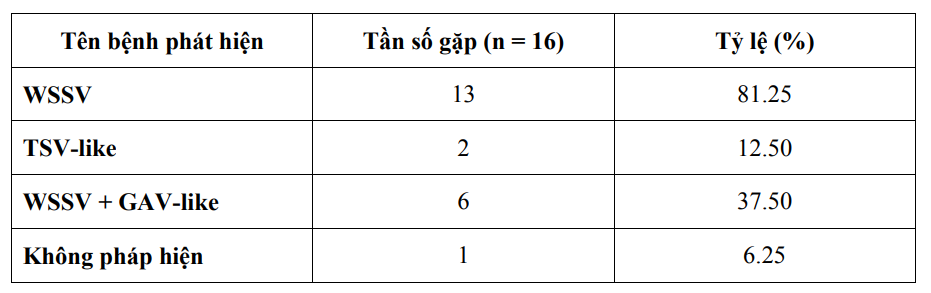 Tên bệnh phát hiện Tần số gặp (n = 16) Tỷ lệ (%)
WSSV 13 81.25
TSV-like 2 12.50
WSSV + GAV-like 6 37.50
Không pháp hiện 1 6.25